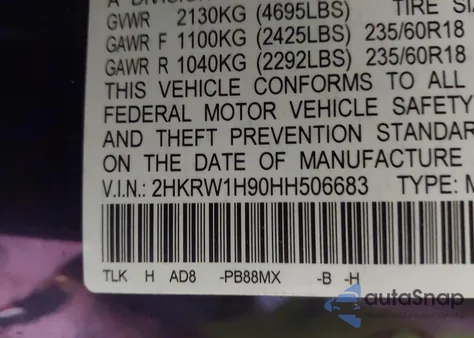 A DIVISION
GVWR 2130KG (4695LBS) TIRE SIZ
GAWR F 1100KG (2425LBS) 235/60R18
GAWR R 1040KG (2292LBS) 235/60R18
THIS VEHICLE CONFORMS TO ALL
FEDERAL MOTOR VEHICLE SAFETY
AND THEFT PREVENTION STANDAR
ON THE DATE OF MANUFACTURE
V.I.N.: 2HKRW1H90HH506683 TYPE: M
TLK H AD8 -PB88MX -B -H
autoSnap